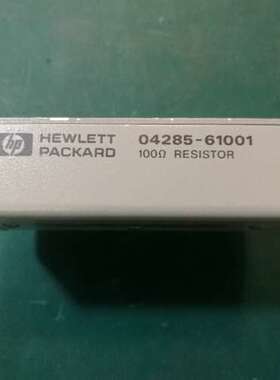 hp HEWLETT PACKARD
04285-61001
100Ω RESISTOR